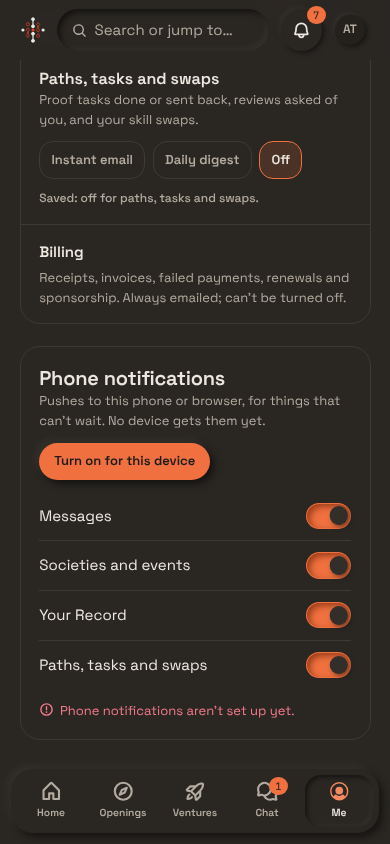 Search or jump to...
7
AT
Paths, tasks and swaps
Proof tasks done or sent back, reviews asked of
you, and your skill swaps.
Instant email
Daily digest
Off
Saved: off for paths, tasks and swaps.
Billing
Receipts, invoices, failed payments, renewals and
sponsorship. Always emailed; can't be turned off.
Phone notifications
Pushes to this phone or browser, for things that
can't wait. No device gets them yet.
Turn on for this device
Messages
Societies and events
Your Record
Paths, tasks and swaps
Phone notifications aren't set up yet.
1
Home
Openings
Ventures
Chat
Me